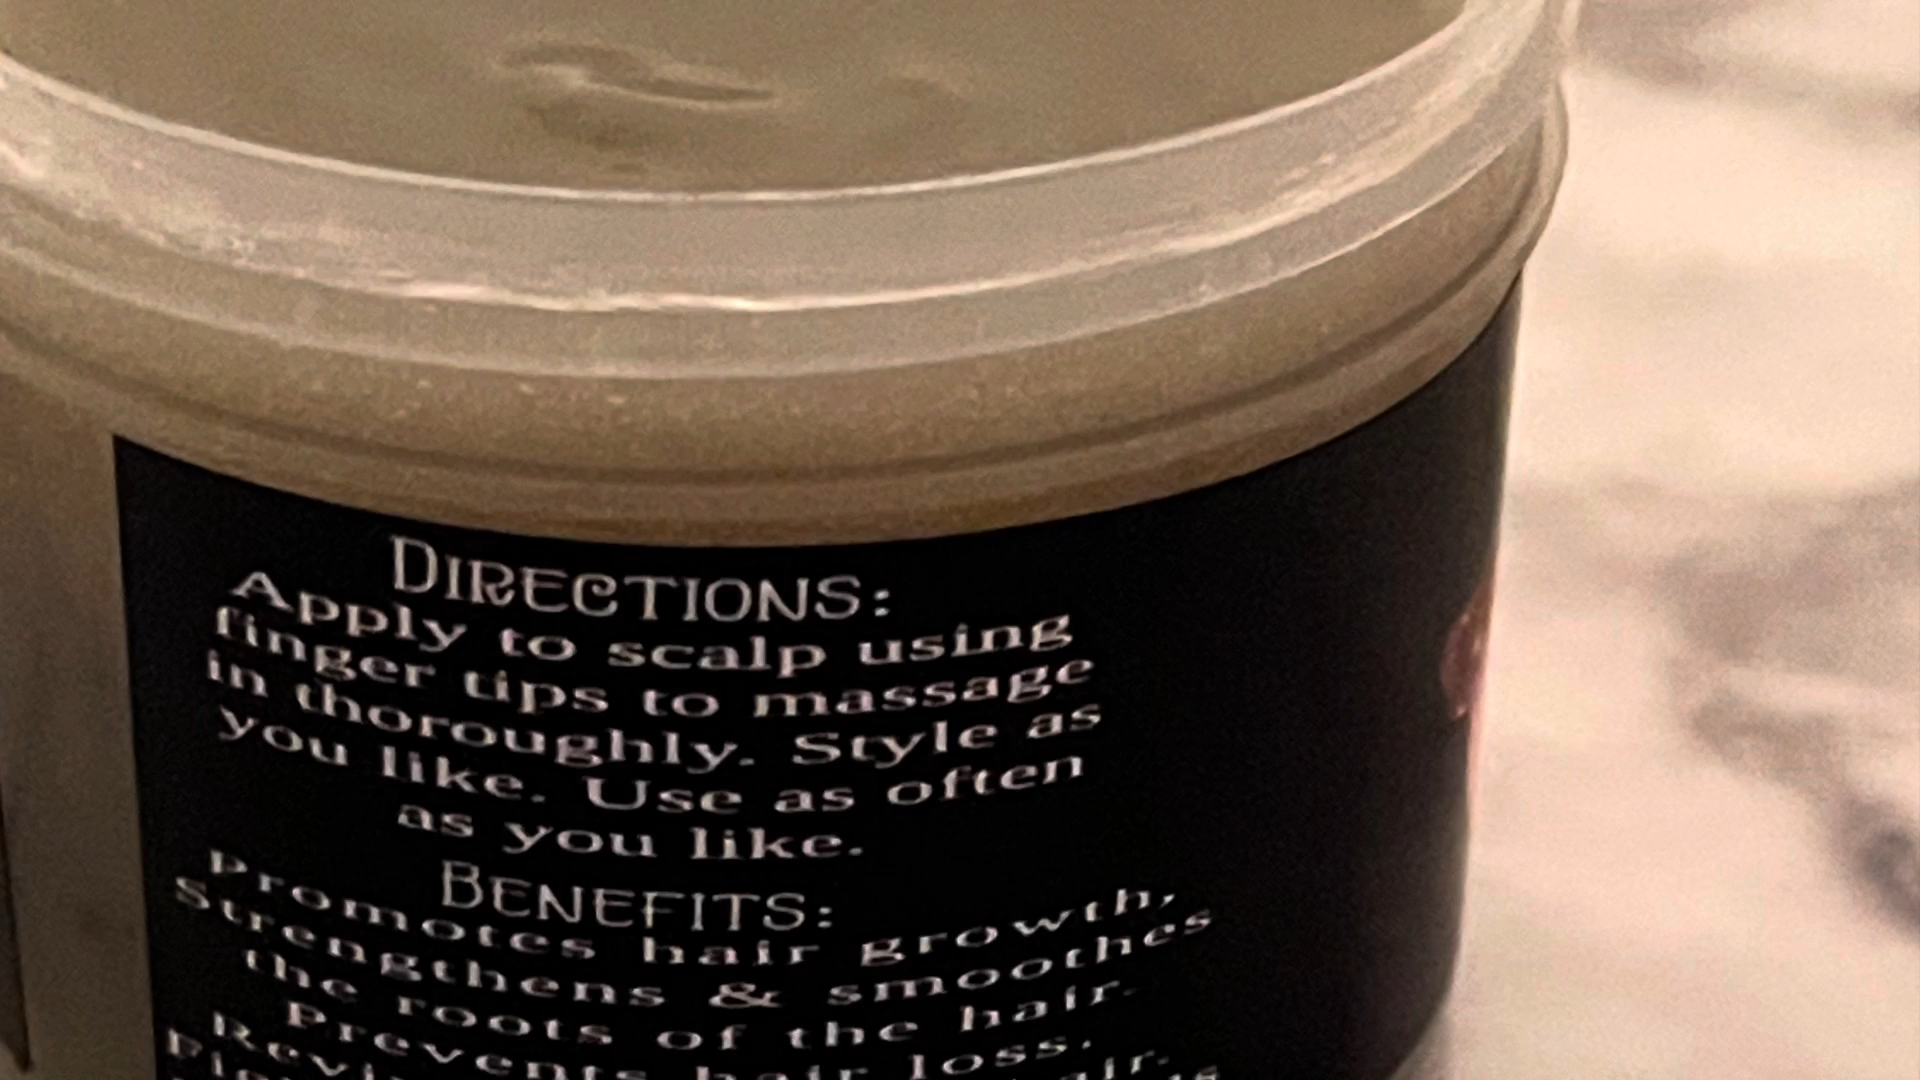 DIRECTIONS:
Apply to scalp using
finger tips to massage
in thoroughly. Style as
you like. Use as often
as you like.
BENEFITS:
Promotes hair growth,
Strengthens & smoothes
the roots of the hair.
Prevents hair loss.